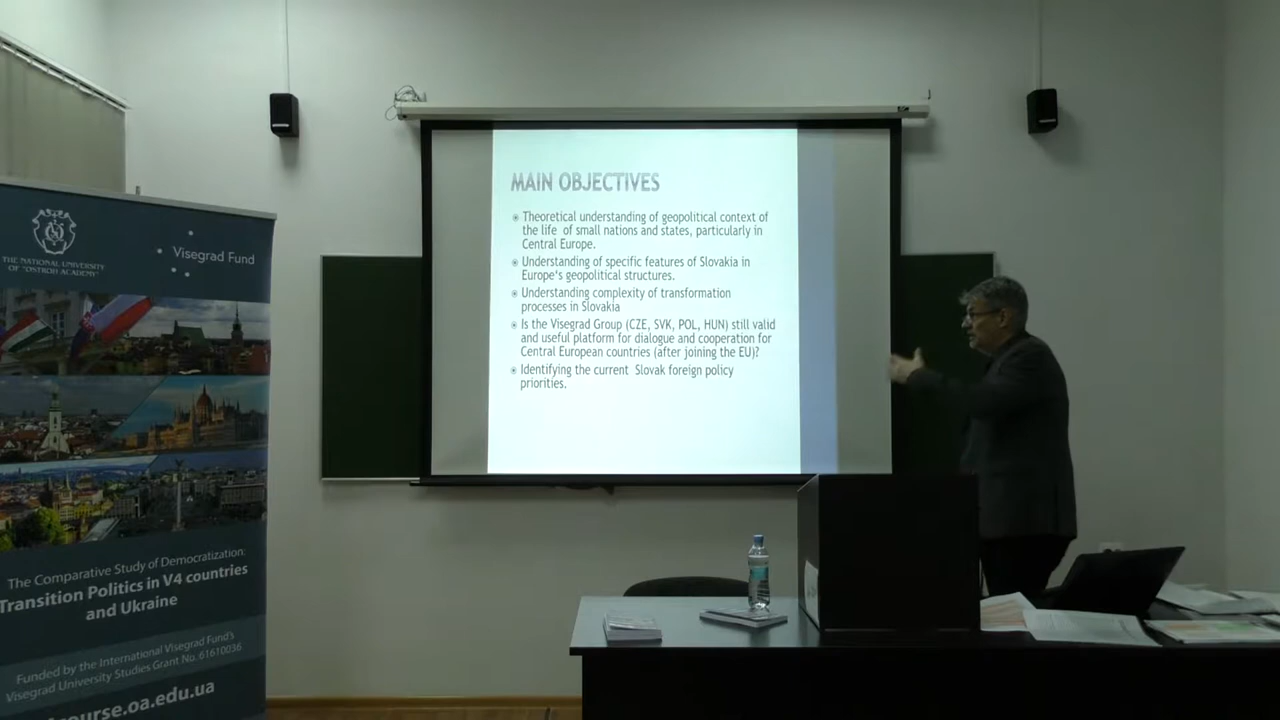 THE NATIONAL UNIVERSITY
OF "OSTROH ACADEMY"
Visegrad Fund
The Comparative Study of Democratization:
Transition Politics in V4 countries
and Ukraine
Funded by the International Visegrad Fund's
Visegrad University Studies Grant No. 61610036
course.oa.edu.ua
MAIN OBJECTIVES
Theoretical understanding of geopolitical context of
the life of small nations and states, particularly in
Central Europe.
Understanding of specific features of Slovakia in
Europe's geopolitical structures.
Understanding complexity of transformation
processes in Slovakia
Is the Visegrad Group (CZE, SVK, POL, HUN) still valid
and useful platform for dialogue and cooperation for
Central European countries (after joining the EU)?
Identifying the current Slovak foreign policy
priorities.